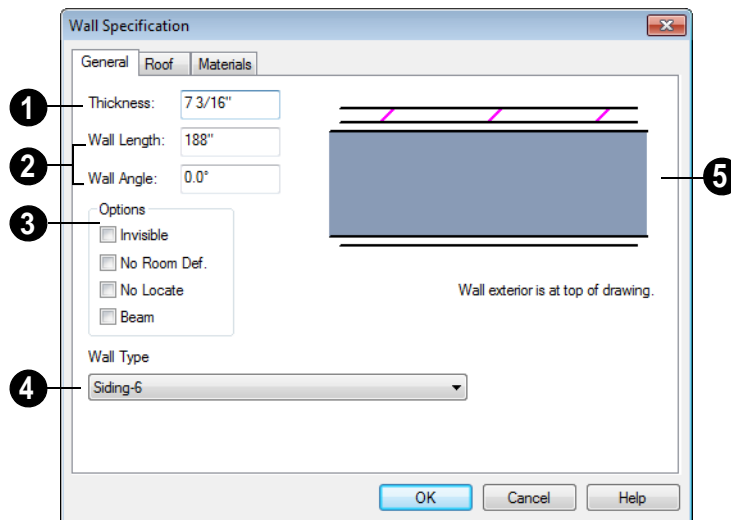 Wall Specification
General Roof Materials
1 Thickness: 7 3/16"
2 Wall Length: 188"
Wall Angle: 0.0°
3 Options
Invisible
No Room Def.
No Locate
Beam
5
Wall exterior is at top of drawing.
Wall Type
4 Siding-6
OK Cancel Help